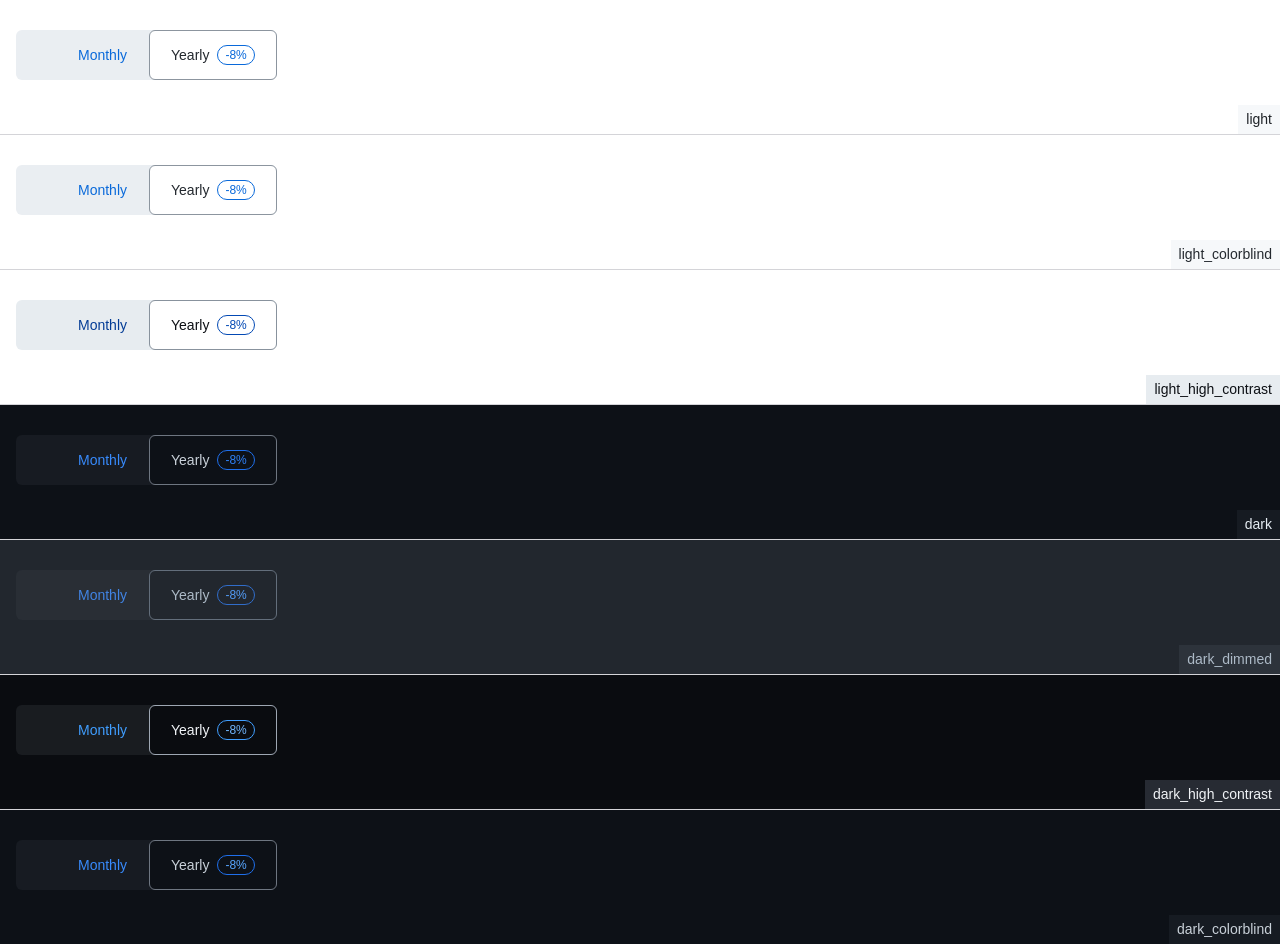 Monthly Yearly -8%
light
Monthly Yearly -8%
light_colorblind
Monthly Yearly -8%
light_high_contrast
Monthly Yearly -8%
dark
Monthly Yearly -8%
dark_dimmed
Monthly Yearly -8%
dark_high_contrast
Monthly Yearly -8%
dark_colorblind